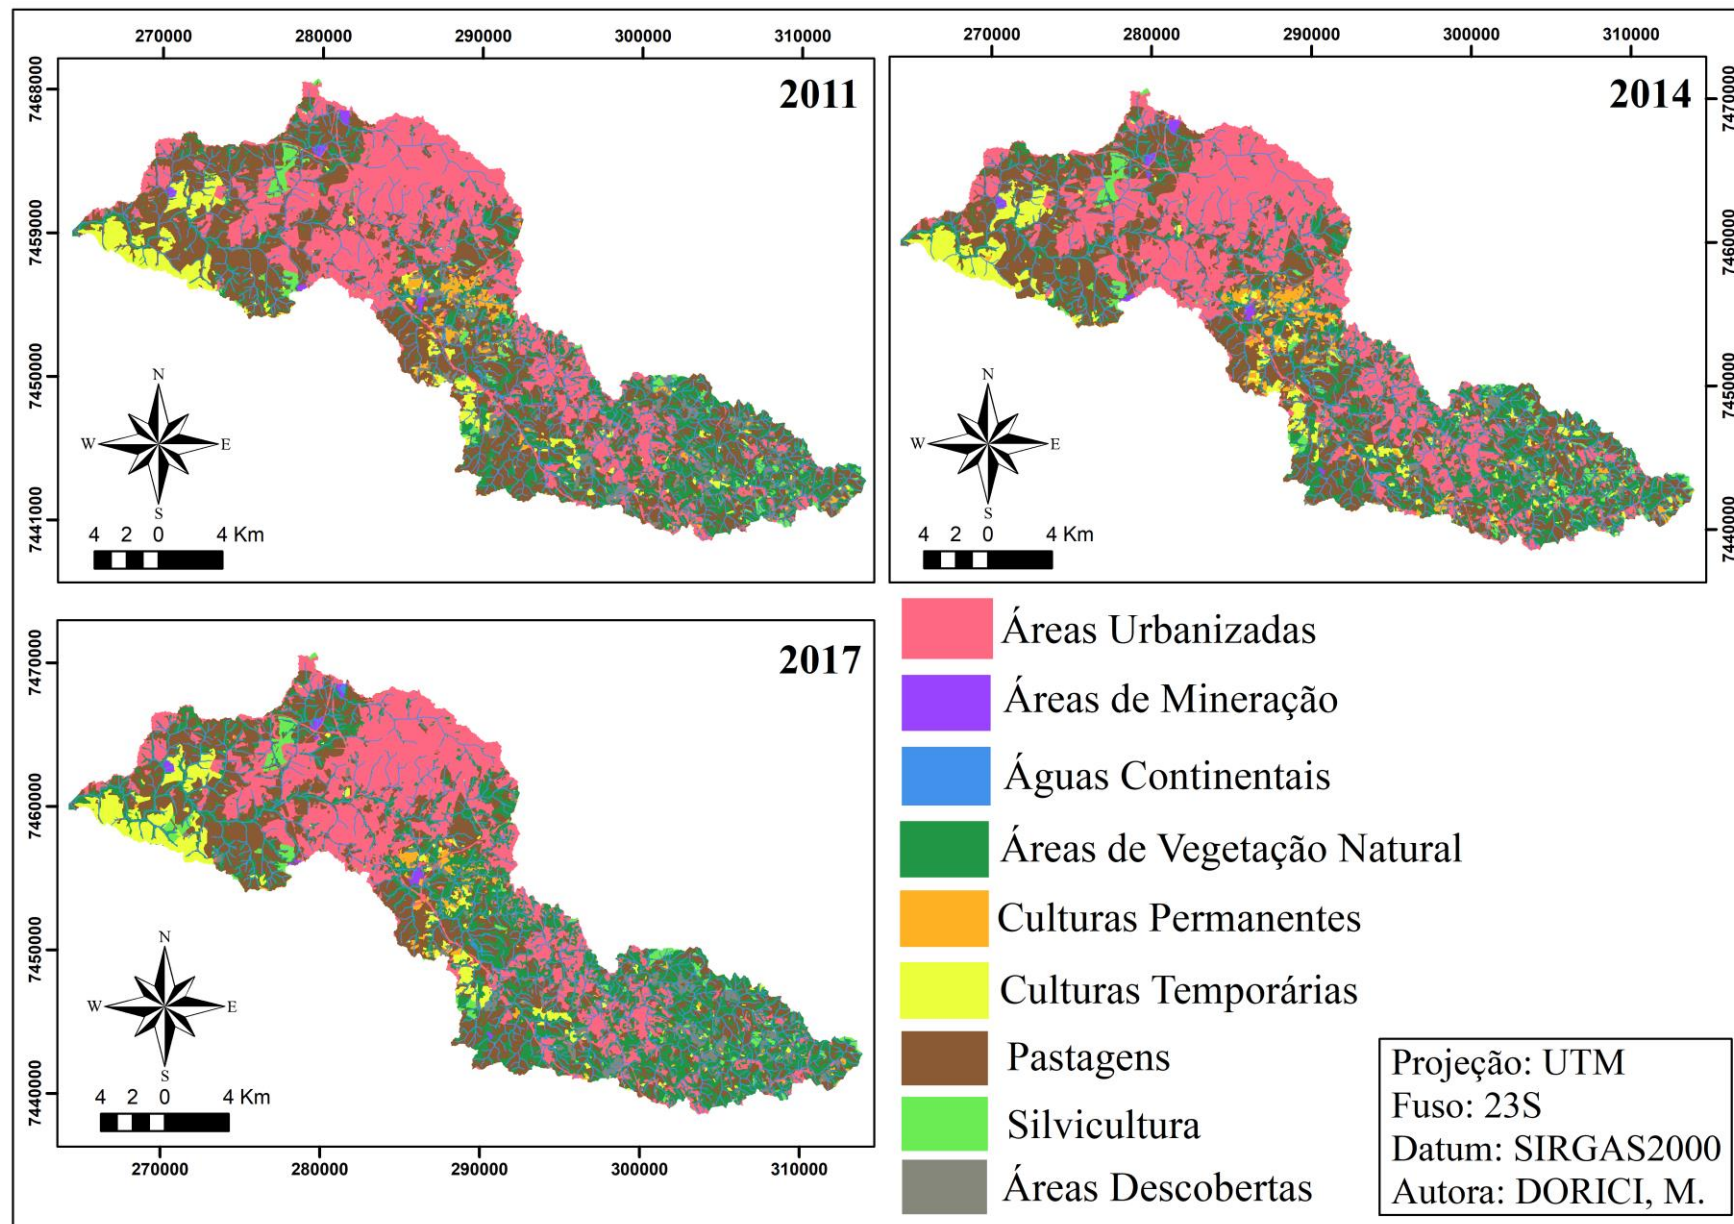 270000 280000 290000 300000 310000
2011
7468000
7459000
7450000
7441000
N
W E
S
4 2 0 4 Km
270000 280000 290000 300000 310000
2014
7470000
7460000
7450000
7440000
N
W E
S
4 2 0 4 Km
2017
7470000
7460000
7450000
7440000
N
W E
S
4 2 0 4 Km
270000 280000 290000 300000 310000
Áreas Urbanizadas
Áreas de Mineração
Águas Continentais
Áreas de Vegetação Natural
Culturas Permanentes
Culturas Temporárias
Pastagens
Silvicultura
Áreas Descobertas
Projeção: UTM
Fuso: 23S
Datum: SIRGAS2000
Autora: DORICI, M.